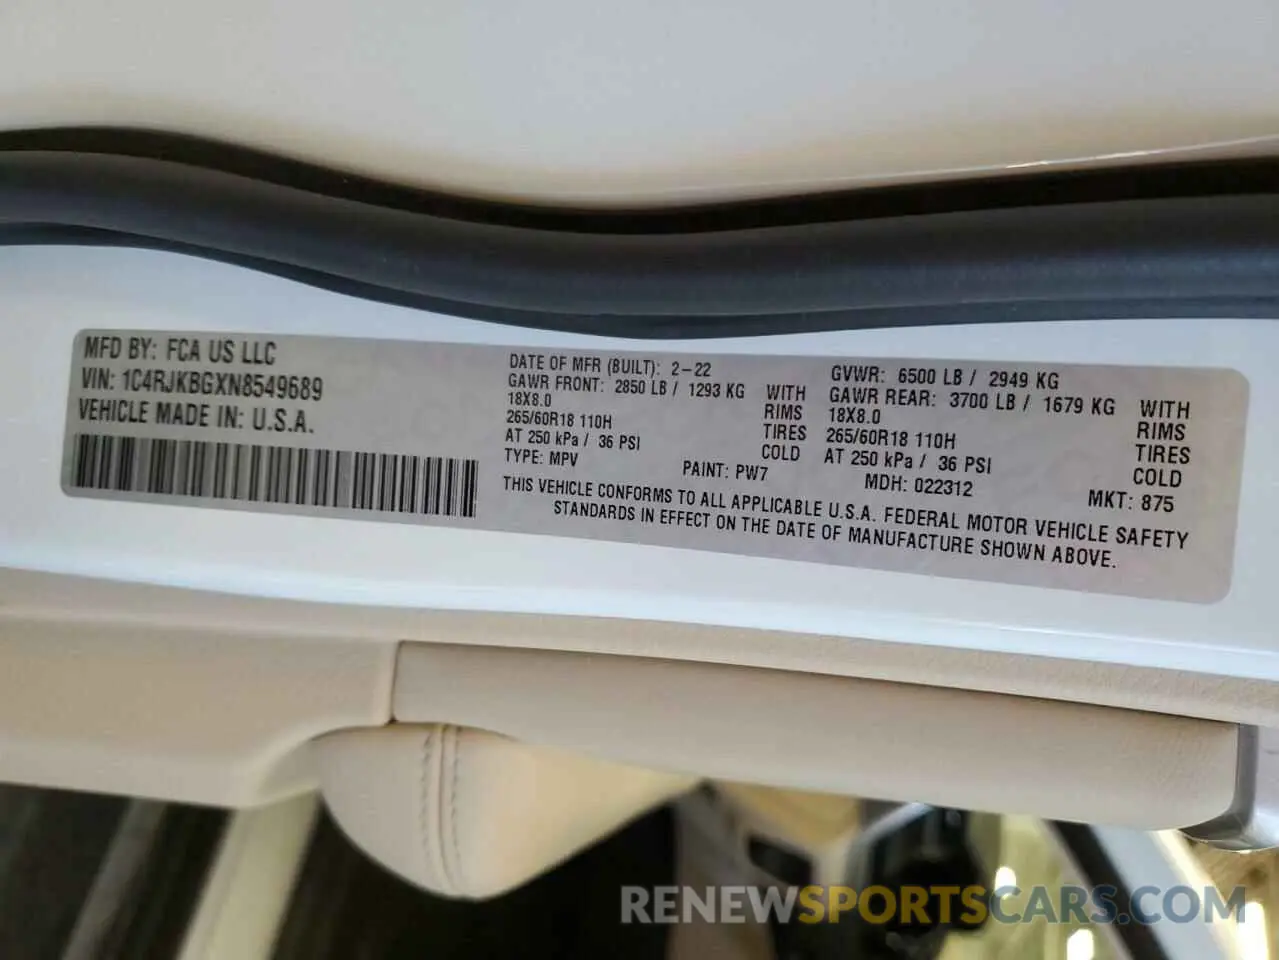 MFD BY: FCA US LLC
VIN: 1C4RJKBGXN8549689
VEHICLE MADE IN: U.S.A.
DATE OF MFR (BUILT): 2-22
GAWR FRONT: 2850 LB / 1293 KG WITH
18X8.0 RIMS
265/60R18 110H TIRES
AT 250 kPa / 36 PSI COLD
TYPE: MPV
PAINT: PW7
GVWR: 6500 LB / 2949 KG
GAWR REAR: 3700 LB / 1679 KG WITH
18X8.0 RIMS
265/60R18 110H TIRES
AT 250 kPa / 36 PSI COLD
MDH: 022312
MKT: 875
THIS VEHICLE CONFORMS TO ALL APPLICABLE U.S.A. FEDERAL MOTOR VEHICLE SAFETY
STANDARDS IN EFFECT ON THE DATE OF MANUFACTURE SHOWN ABOVE.
RENEWSPORTSCARS.COM